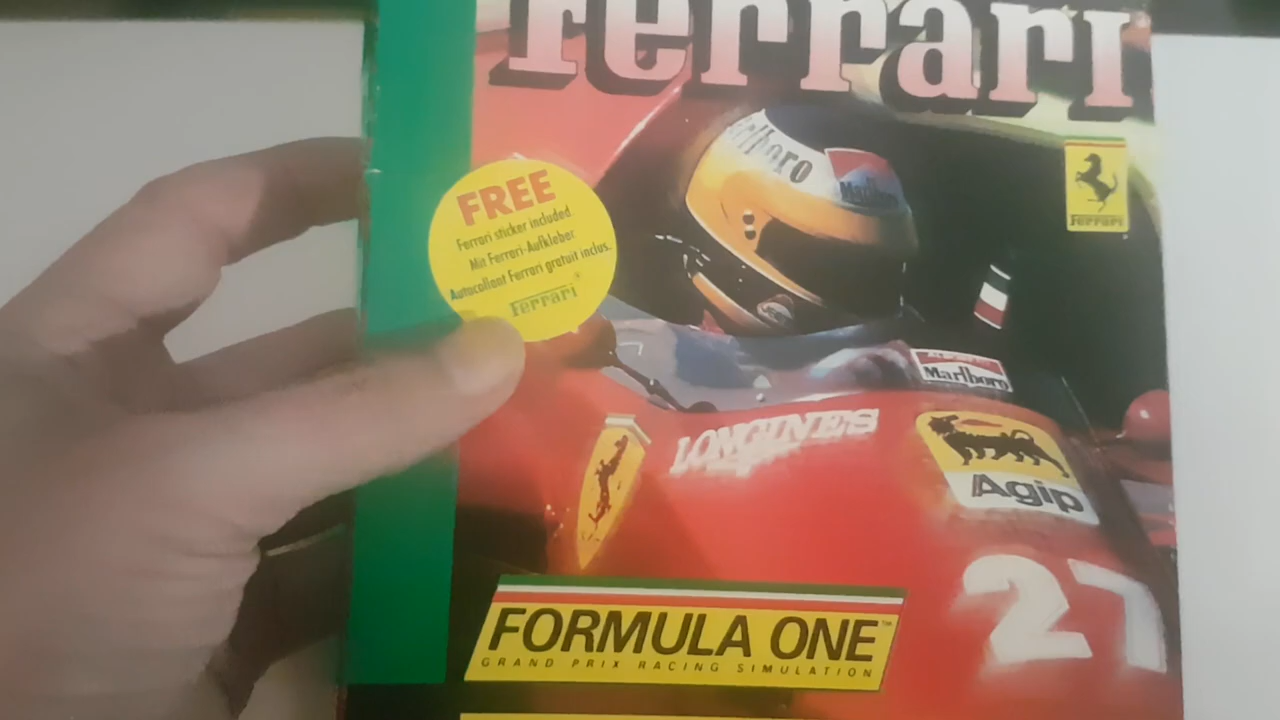 Ferrari
Marlboro
Marlboro
Ferrari
FREE
Ferrari sticker included.
Mit Ferrari-Aufkleber
Autocollant Ferrari gratuit inclus.
Ferrari
Marlboro
LONGINES
Agip
27
FORMULA ONE™
GRAND PRIX RACING SIMULATION